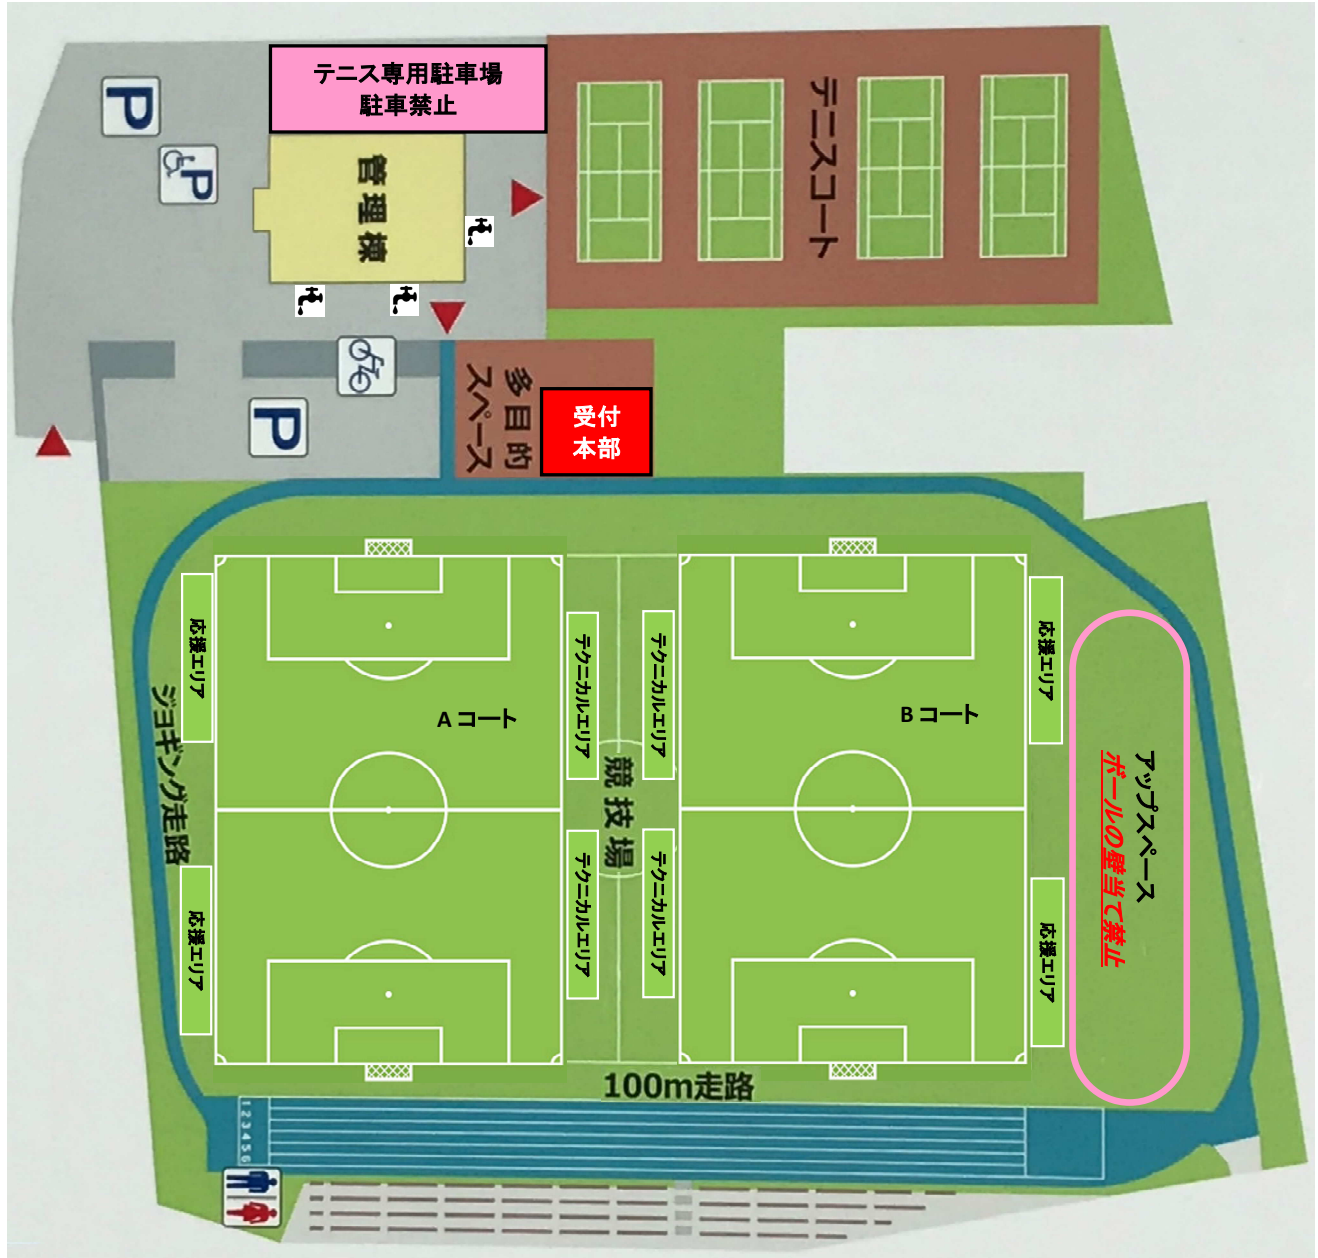 テニス専用駐車場
駐車禁止
P
P
管理棟
テニスコート
P
多目的
スペース
受付
本部
応援エリア
テクニカルエリア
テクニカルエリア
応援エリア
A コート
B コート
ジョギング走路
競技場
アップスペース
ボールの壁当て禁止
応援エリア
テクニカルエリア
テクニカルエリア
応援エリア
100m走路
1 2 3 4 5 6